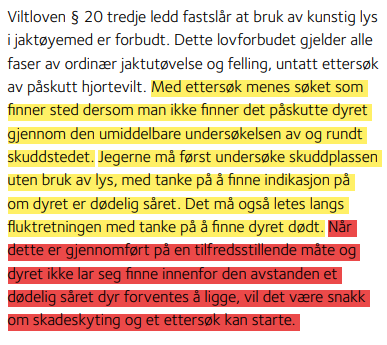 Viltloven § 20 tredje ledd fastslår at bruk av kunstig lys
i jaktøyemed er forbudt. Dette lovforbudet gjelder alle
faser av ordinær jaktutøvelse og felling, untatt ettersøk
av påskutt hjortevilt. Med ettersøk menes søket som
finner sted dersom man ikke finner det påskutte dyret
gjennom den umiddelbare undersøkelsen av og rundt
skuddstedet. Jegerne må først undersøke skuddplassen
uten bruk av lys, med tanke på å finne indikasjon på
om dyret er dødelig såret. Det må også letes langs
fluktretningen med tanke på å finne dyret dødt. Når
dette er gjennomført på en tilfredsstillende måte og
dyret ikke lar seg finne innenfor den avstanden et
dødelig såret dyr forventes å ligge, vil det være snakk
om skadeskyting og et ettersøk kan starte.